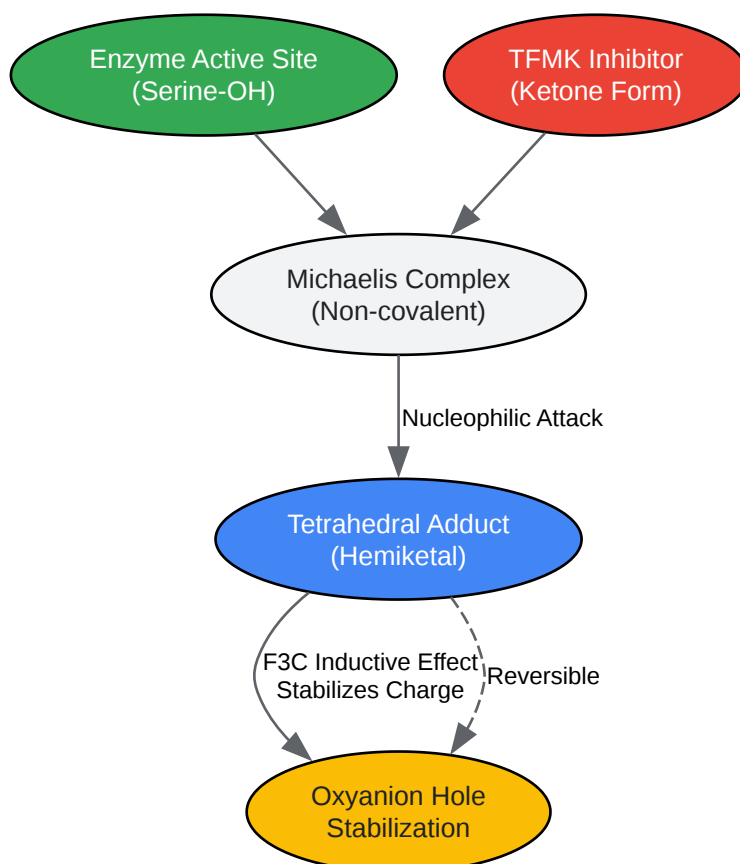 Enzyme Active Site
(Serine-OH)
TFMK Inhibitor
(Ketone Form)
Michaelis Complex
(Non-covalent)
Nucleophilic Attack
Tetrahedral Adduct
(Hemiketal)
F3C Inductive Effect
Stabilizes Charge
Reversible
Oxyanion Hole
Stabilization